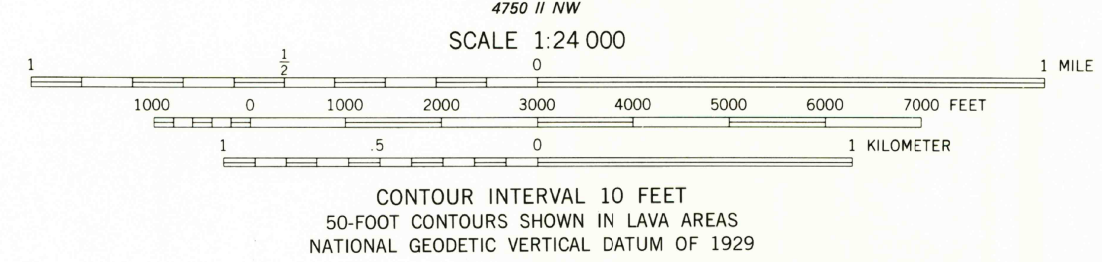 4750 II NW
SCALE 1:24 000
1 1/2 0 1 MILE
1000 0 1000 2000 3000 4000 5000 6000 7000 FEET
1 .5 0 1 KILOMETER
CONTOUR INTERVAL 10 FEET
50-FOOT CONTOURS SHOWN IN LAVA AREAS
NATIONAL GEODETIC VERTICAL DATUM OF 1929